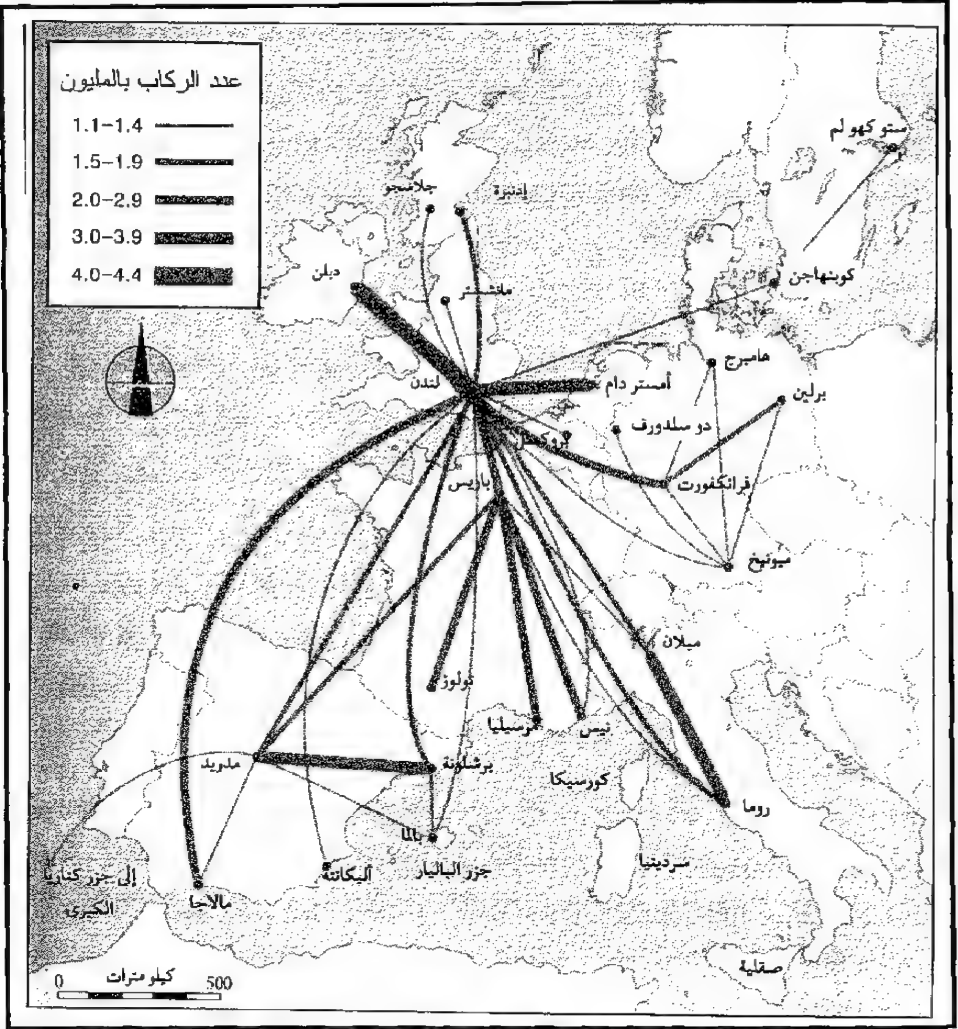 عدد الركاب بالمليون
1.1–1.4
1.5–1.9
2.0–2.9
3.0–3.9
4.0–4.4
ستوكهولم
جلاسجو
إدنبرة
كوبنهاجن
دبلن
مانشستر
هامبرج
لندن
أمستردام
برلين
بروكسل
دوسلدورف
باريس
فرانكفورت
ميونيخ
ميلان
تولوز
مرسيليا
نيس
مدريد
برشلونة
كورسيكا
روما
بالما
إلى جزر كناريا
الكبرى
مالاجا
أليكانتة
جزر الباليار
سردينيا
صقلية
كيلو مترات
0
500